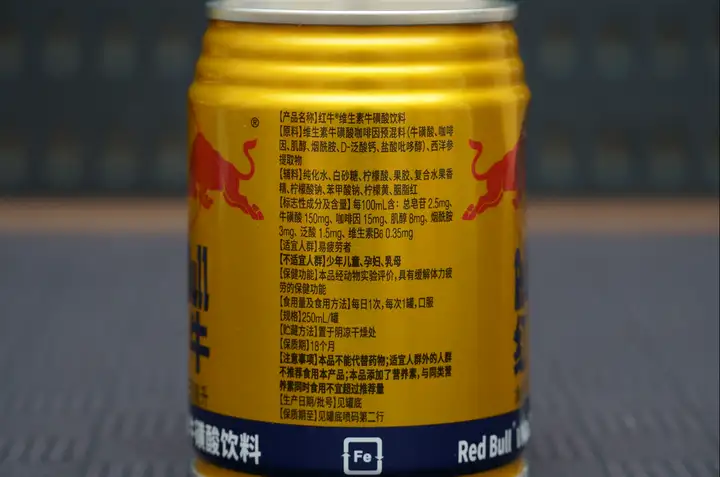 ®
【产品名称】红牛®维生素牛磺酸饮料
【原料】维生素牛磺酸咖啡因预混料(牛磺酸、咖啡
因、肌醇、烟酰胺、D-泛酸钙、盐酸吡哆醇)、西洋参
提取物
【辅料】纯化水、白砂糖、柠檬酸、果胶、复合水果香
精、柠檬酸钠、苯甲酸钠、柠檬黄、胭脂红
【标志性成分及含量】每100mL含：总皂苷 2.5mg、
牛磺酸 150mg、咖啡因 15mg、肌醇 8mg、烟酰胺
3mg、泛酸 1.5mg、维生素B6 0.35mg
【适宜人群】易疲劳者
【不适宜人群】少年儿童、孕妇、乳母
【保健功能】本品经动物实验评价,具有缓解体力疲
劳的保健功能
【食用量及食用方法】每日1次,每次1罐,口服
【规格】250mL/罐
【贮藏方法】置于阴凉干燥处
【保质期】18个月
【注意事项】本品不能代替药物;适宜人群外的人群
不推荐食用本产品;本品添加了营养素,与同类营
养素同时食用不宜超过推荐量
【生产日期/批号】见罐底
【保质期至】见罐底喷码第二行
ull
牛
牛磺酸饮料
Fe
Red Bull